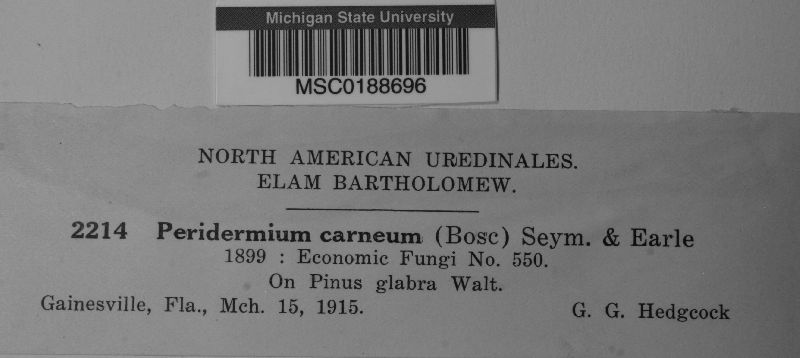 Michigan State University
MSC0188696
NORTH AMERICAN UREDINALES.
ELAM BARTHOLOMEW.
2214 Peridermium carneum (Bosc) Seym. & Earle
1899 : Economic Fungi No. 550.
On Pinus glabra Walt.
Gainesville, Fla., Mch. 15, 1915. G. G. Hedgcock